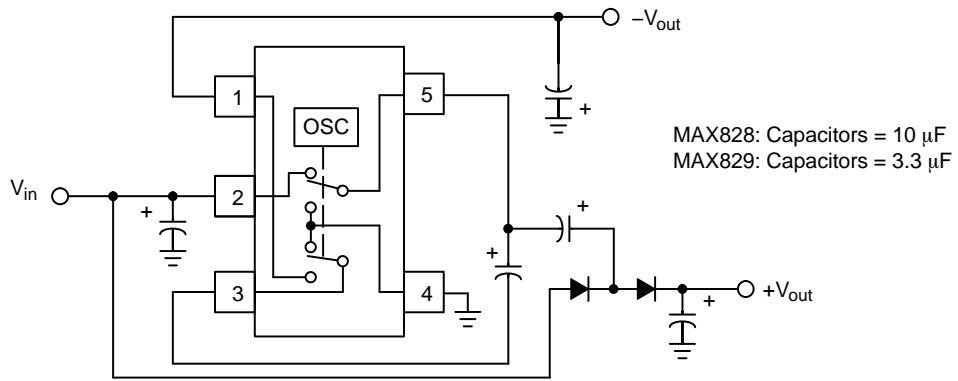 −Vout
1
5
+
OSC
MAX828: Capacitors = 10 μF
MAX829: Capacitors = 3.3 μF
Vin
2
+
+
+
3
4
+Vout
+